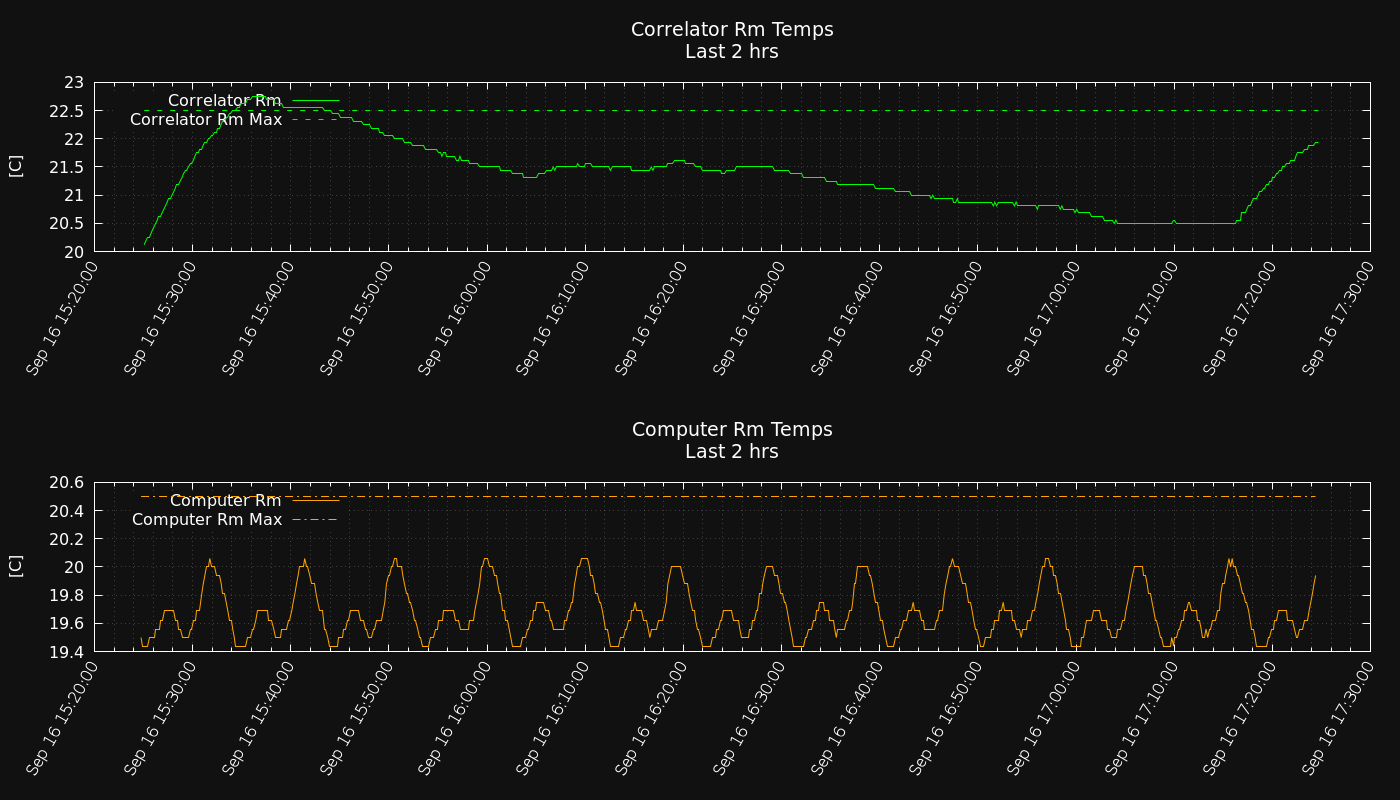 Correlator Rm Temps
Last 2 hrs
[C]
23
22.5
22
21.5
21
20.5
20
Correlator Rm
Correlator Rm Max
Sep 16 15:20:00
Sep 16 15:30:00
Sep 16 15:40:00
Sep 16 15:50:00
Sep 16 16:00:00
Sep 16 16:10:00
Sep 16 16:20:00
Sep 16 16:30:00
Sep 16 16:40:00
Sep 16 16:50:00
Sep 16 17:00:00
Sep 16 17:10:00
Sep 16 17:20:00
Sep 16 17:30:00
Computer Rm Temps
Last 2 hrs
[C]
20.6
20.4
20.2
20
19.8
19.6
19.4
Computer Rm
Computer Rm Max
Sep 16 15:20:00
Sep 16 15:30:00
Sep 16 15:40:00
Sep 16 15:50:00
Sep 16 16:00:00
Sep 16 16:10:00
Sep 16 16:20:00
Sep 16 16:30:00
Sep 16 16:40:00
Sep 16 16:50:00
Sep 16 17:00:00
Sep 16 17:10:00
Sep 16 17:20:00
Sep 16 17:30:00